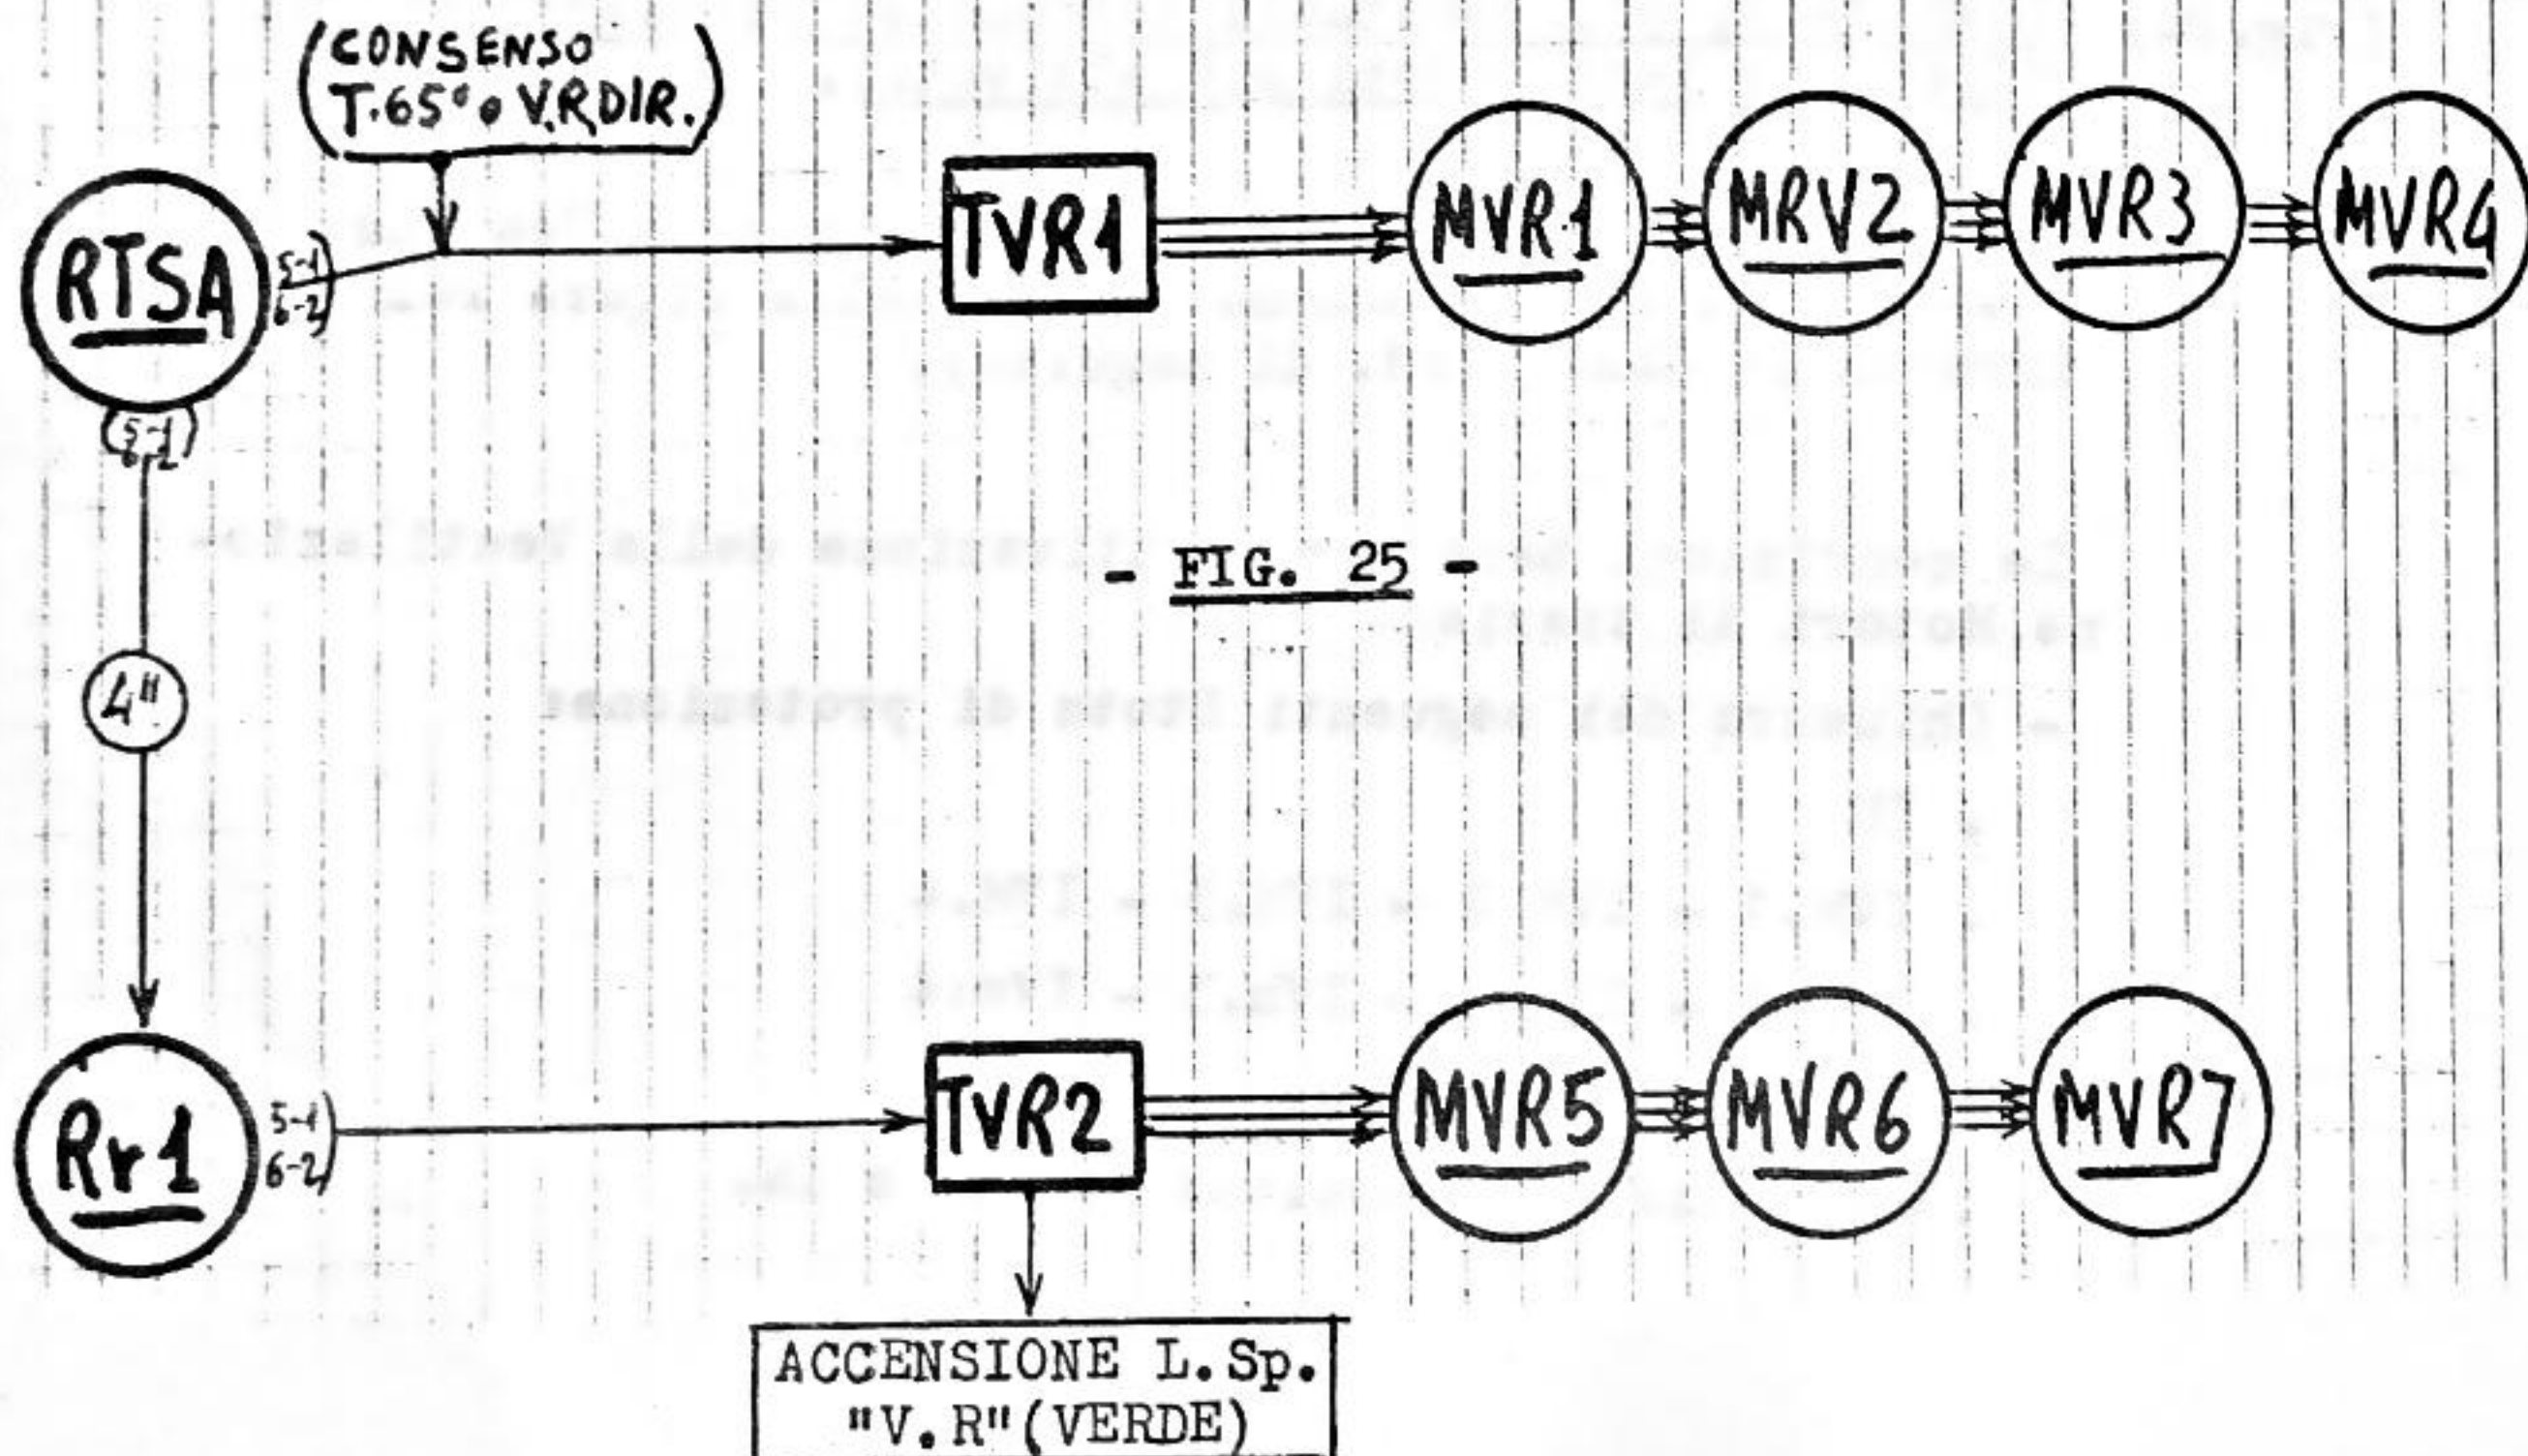 (CONSENSO
T.65° o V.R.DIR.)
RTSA
5-1)
6-2)
TVR1
MVR1
MRV2
MVR3
MVR4
(5-1)
6-2
- FIG. 25 -
4"
Rr1
5-1)
6-2)
TVR2
MVR5
MVR6
MVR7
ACCENSIONE L.Sp.
"V.R"(VERDE)